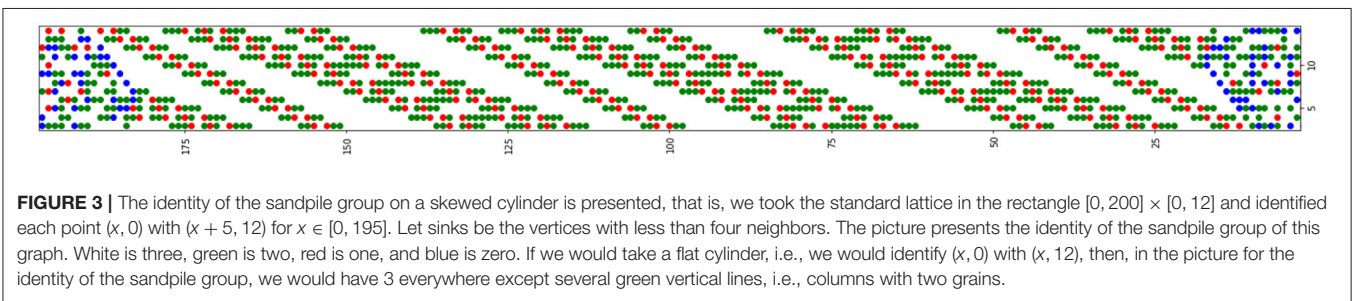 10
5
175
150
125
100
75
50
25
FIGURE 3 | The identity of the sandpile group on a skewed cylinder is presented, that is, we took the standard lattice in the rectangle [0, 200] × [0, 12] and identified
each point (x, 0) with (x + 5, 12) for x ∈ [0, 195]. Let sinks be the vertices with less than four neighbors. The picture presents the identity of the sandpile group of this
graph. White is three, green is two, red is one, and blue is zero. If we would take a flat cylinder, i.e., we would identify (x, 0) with (x, 12), then, in the picture for the
identity of the sandpile group, we would have 3 everywhere except several green vertical lines, i.e., columns with two grains.